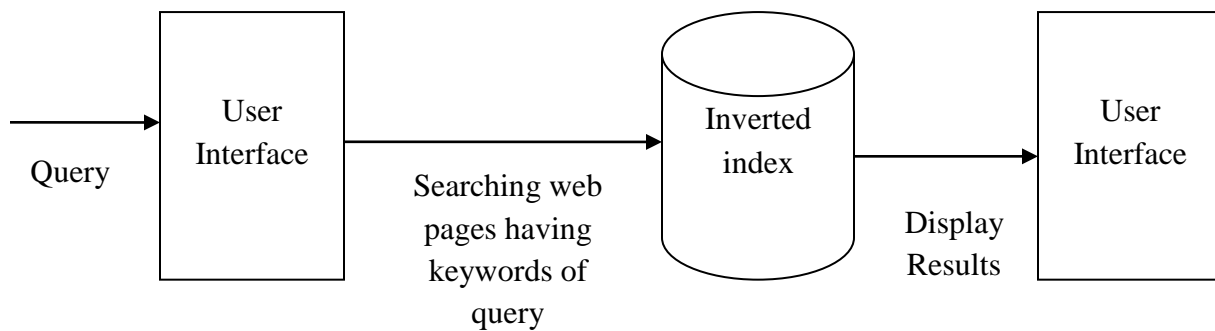 Query
User
Interface
Searching web
pages having
keywords of
query
Inverted
index
Display
Results
User
Interface